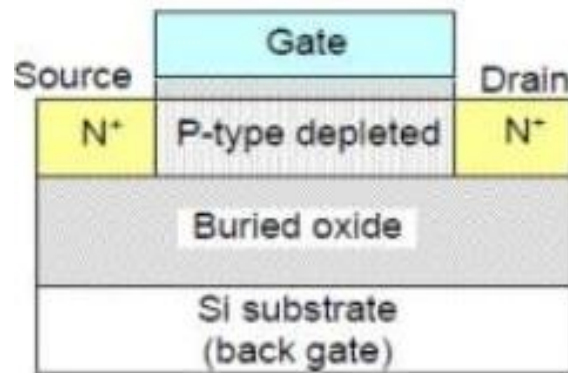 Gate
Source
Drain
N+
P-type depleted
N+
Buried oxide
Si substrate
(back gate)